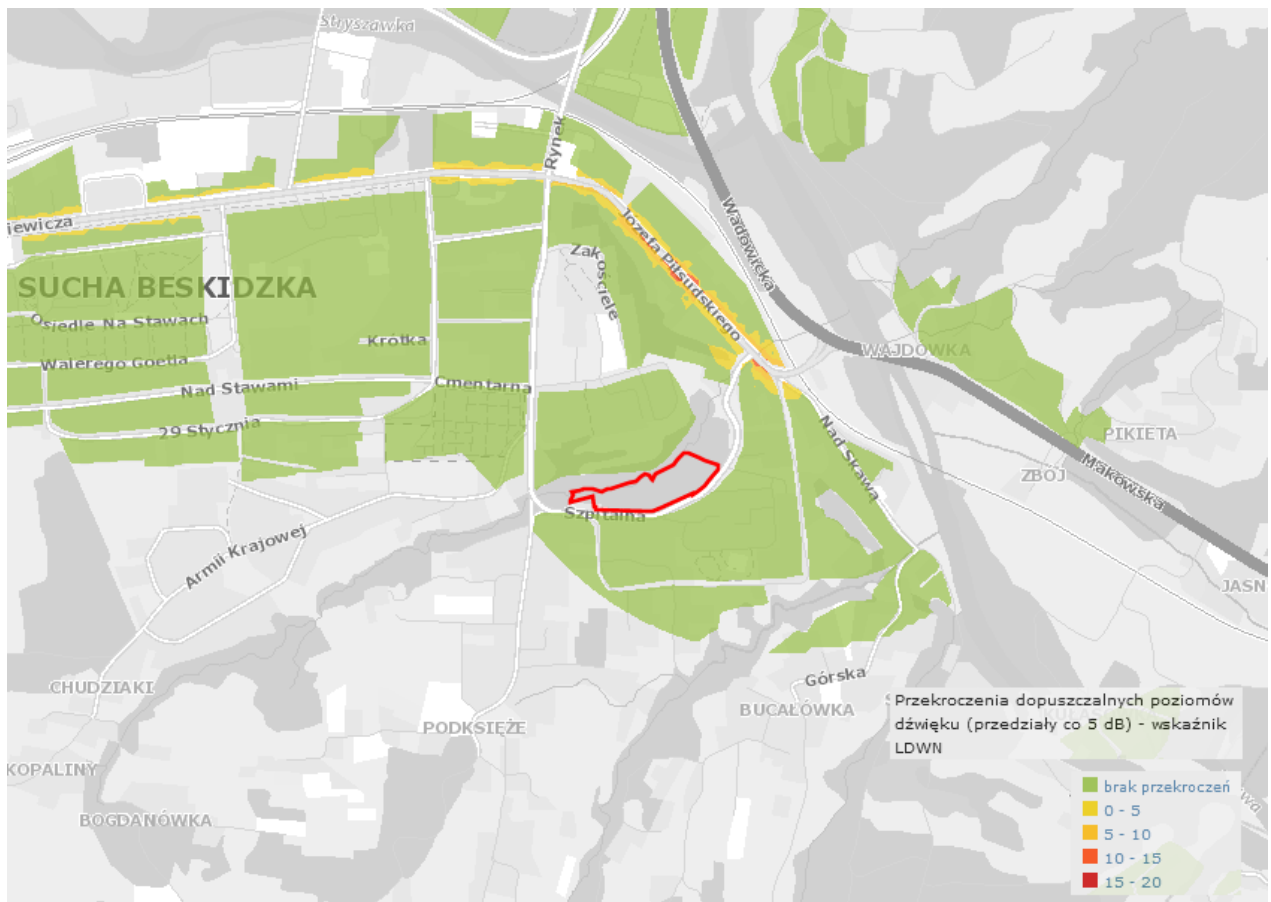 Stryszawka
Rynek
Wadowicka
iewicza
Józefa Piłsudskiego
Zakościele
SUCHA BESKIDZKA
Osiedle Na Stawach
Krótka
WAJDÓWKA
Walerego Goetla
Nad Stawami
Cmentarna
29 Stycznia
Nad Skawą
PIKIETA
ZBÓJ
Makowska
Szpitalna
Armii Krajowej
JASN
Górska
CHUDZIAKI
BUCAŁÓWKA
S
PODKSIĘŻE
Przekroczenia dopuszczalnych poziomów
dźwięku (przedziały co 5 dB) - wskaźnik
LDWN
KOPALINY
BOGDANÓWKA
brak przekroczeń
0 - 5
5 - 10
10 - 15
15 - 20